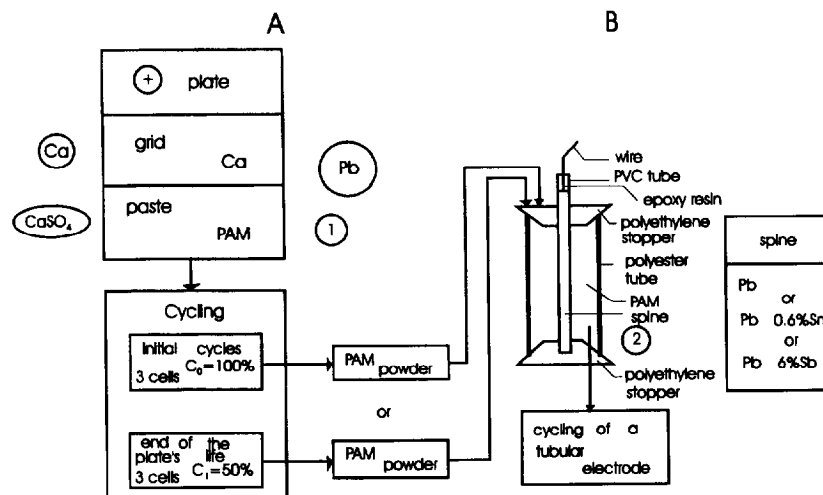 A
+ plate
grid
Ca
paste
PAM
Ca
CaSO₄
Pb
1
Cycling
initial cycles
3 cells C₀=100%
end of the
plate's life
3 cells C₁=50%
PAM
powder
or
PAM
powder
B
wire
PVC tube
epoxy resin
polyethylene
stopper
polyester
tube
PAM
spine
2
polyethylene
stopper
cycling of a
tubular
electrode
spine
Pb
or
Pb 0.6%Sn
or
Pb 6%Sb